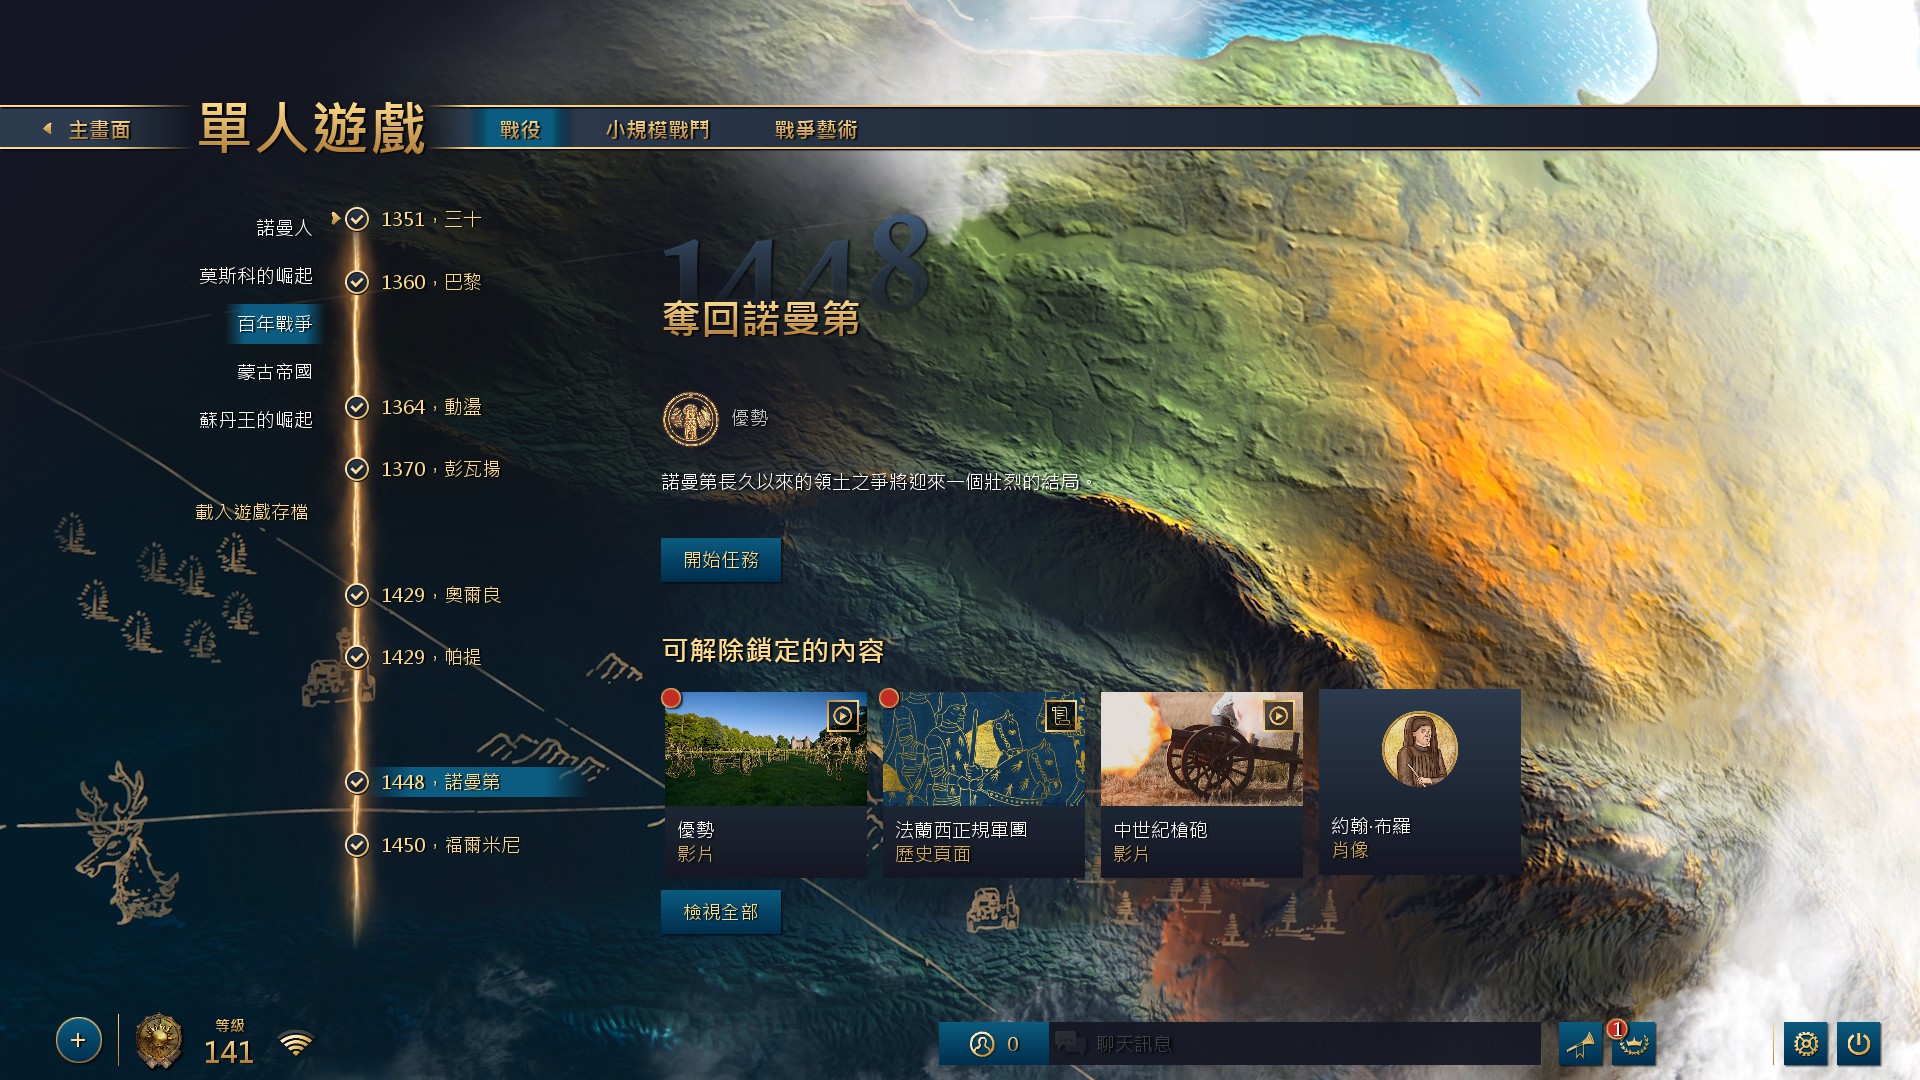 主畫面
單人遊戲
戰役
小規模戰鬥
戰爭藝術
諾曼人
莫斯科的崛起
百年戰爭
蒙古帝國
蘇丹王的崛起
載入遊戲存檔
1351，三十
1360，巴黎
1364，動盪
1370，彭瓦揚
1429，奧爾良
1429，帕提
1448，諾曼第
1450，福爾米尼
1448
奪回諾曼第
優勢
諾曼第長久以來的領土之爭將迎來一個壯烈的結局。
開始任務
可解除鎖定的內容
優勢
影片
法蘭西正規軍團
歷史頁面
中世紀槍砲
影片
約翰·布羅
肖像
檢視全部
等級
141
0
聊天訊息
1